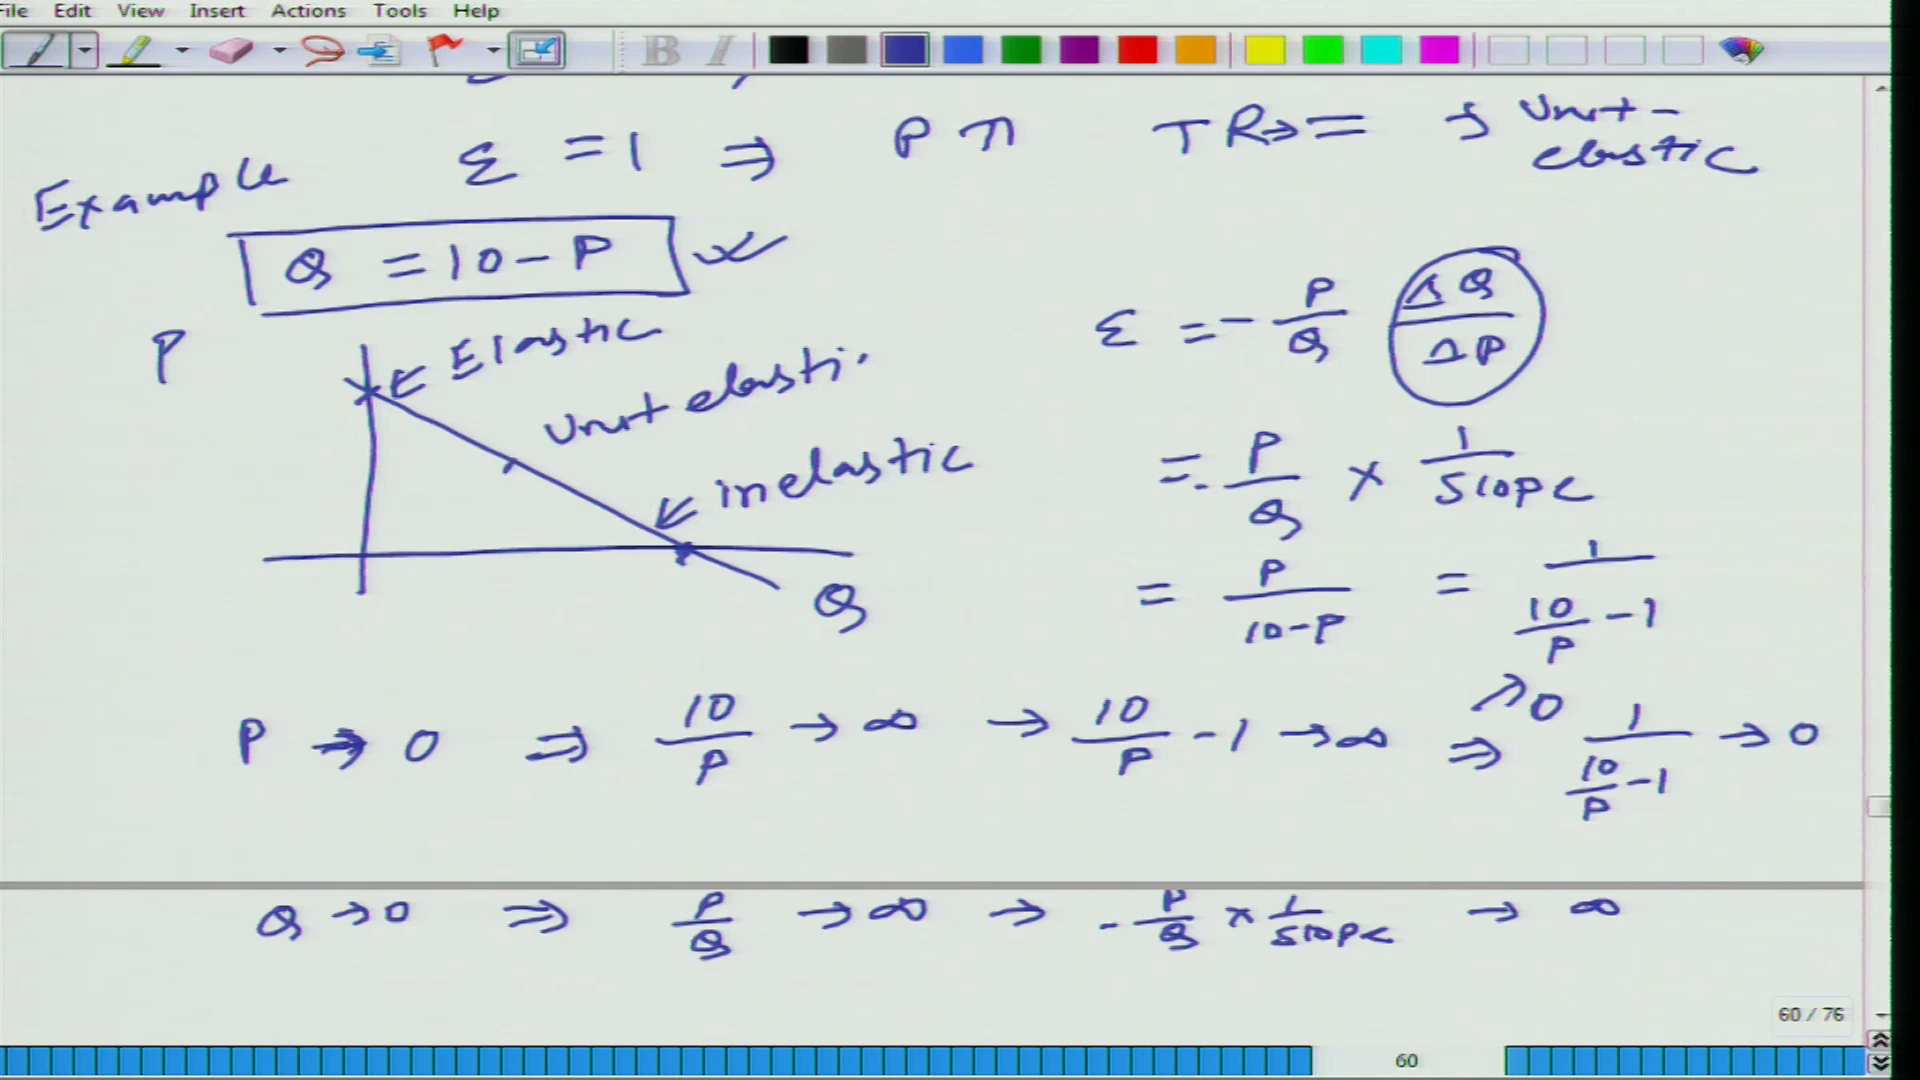 File Edit View Insert Actions Tools Help
B I
Example ε = 1 ⇒ P ↑ TR → = → Unit-
elastic
Q = 10 - P
P
Elastic
Unit elasti.
inelastic
Q
ε = - P/Q ΔQ/ΔP
= - P/Q × 1/slope
= P/(10-P) = 1/(10/P - 1)
P → 0 ⇒ 10/P → ∞ → 10/P - 1 → ∞ ⇒ 1/(10/P - 1) → 0
→ 0
Q → 0 ⇒ P/Q → ∞ → - P/Q × 1/slope → ∞
60 / 76
60